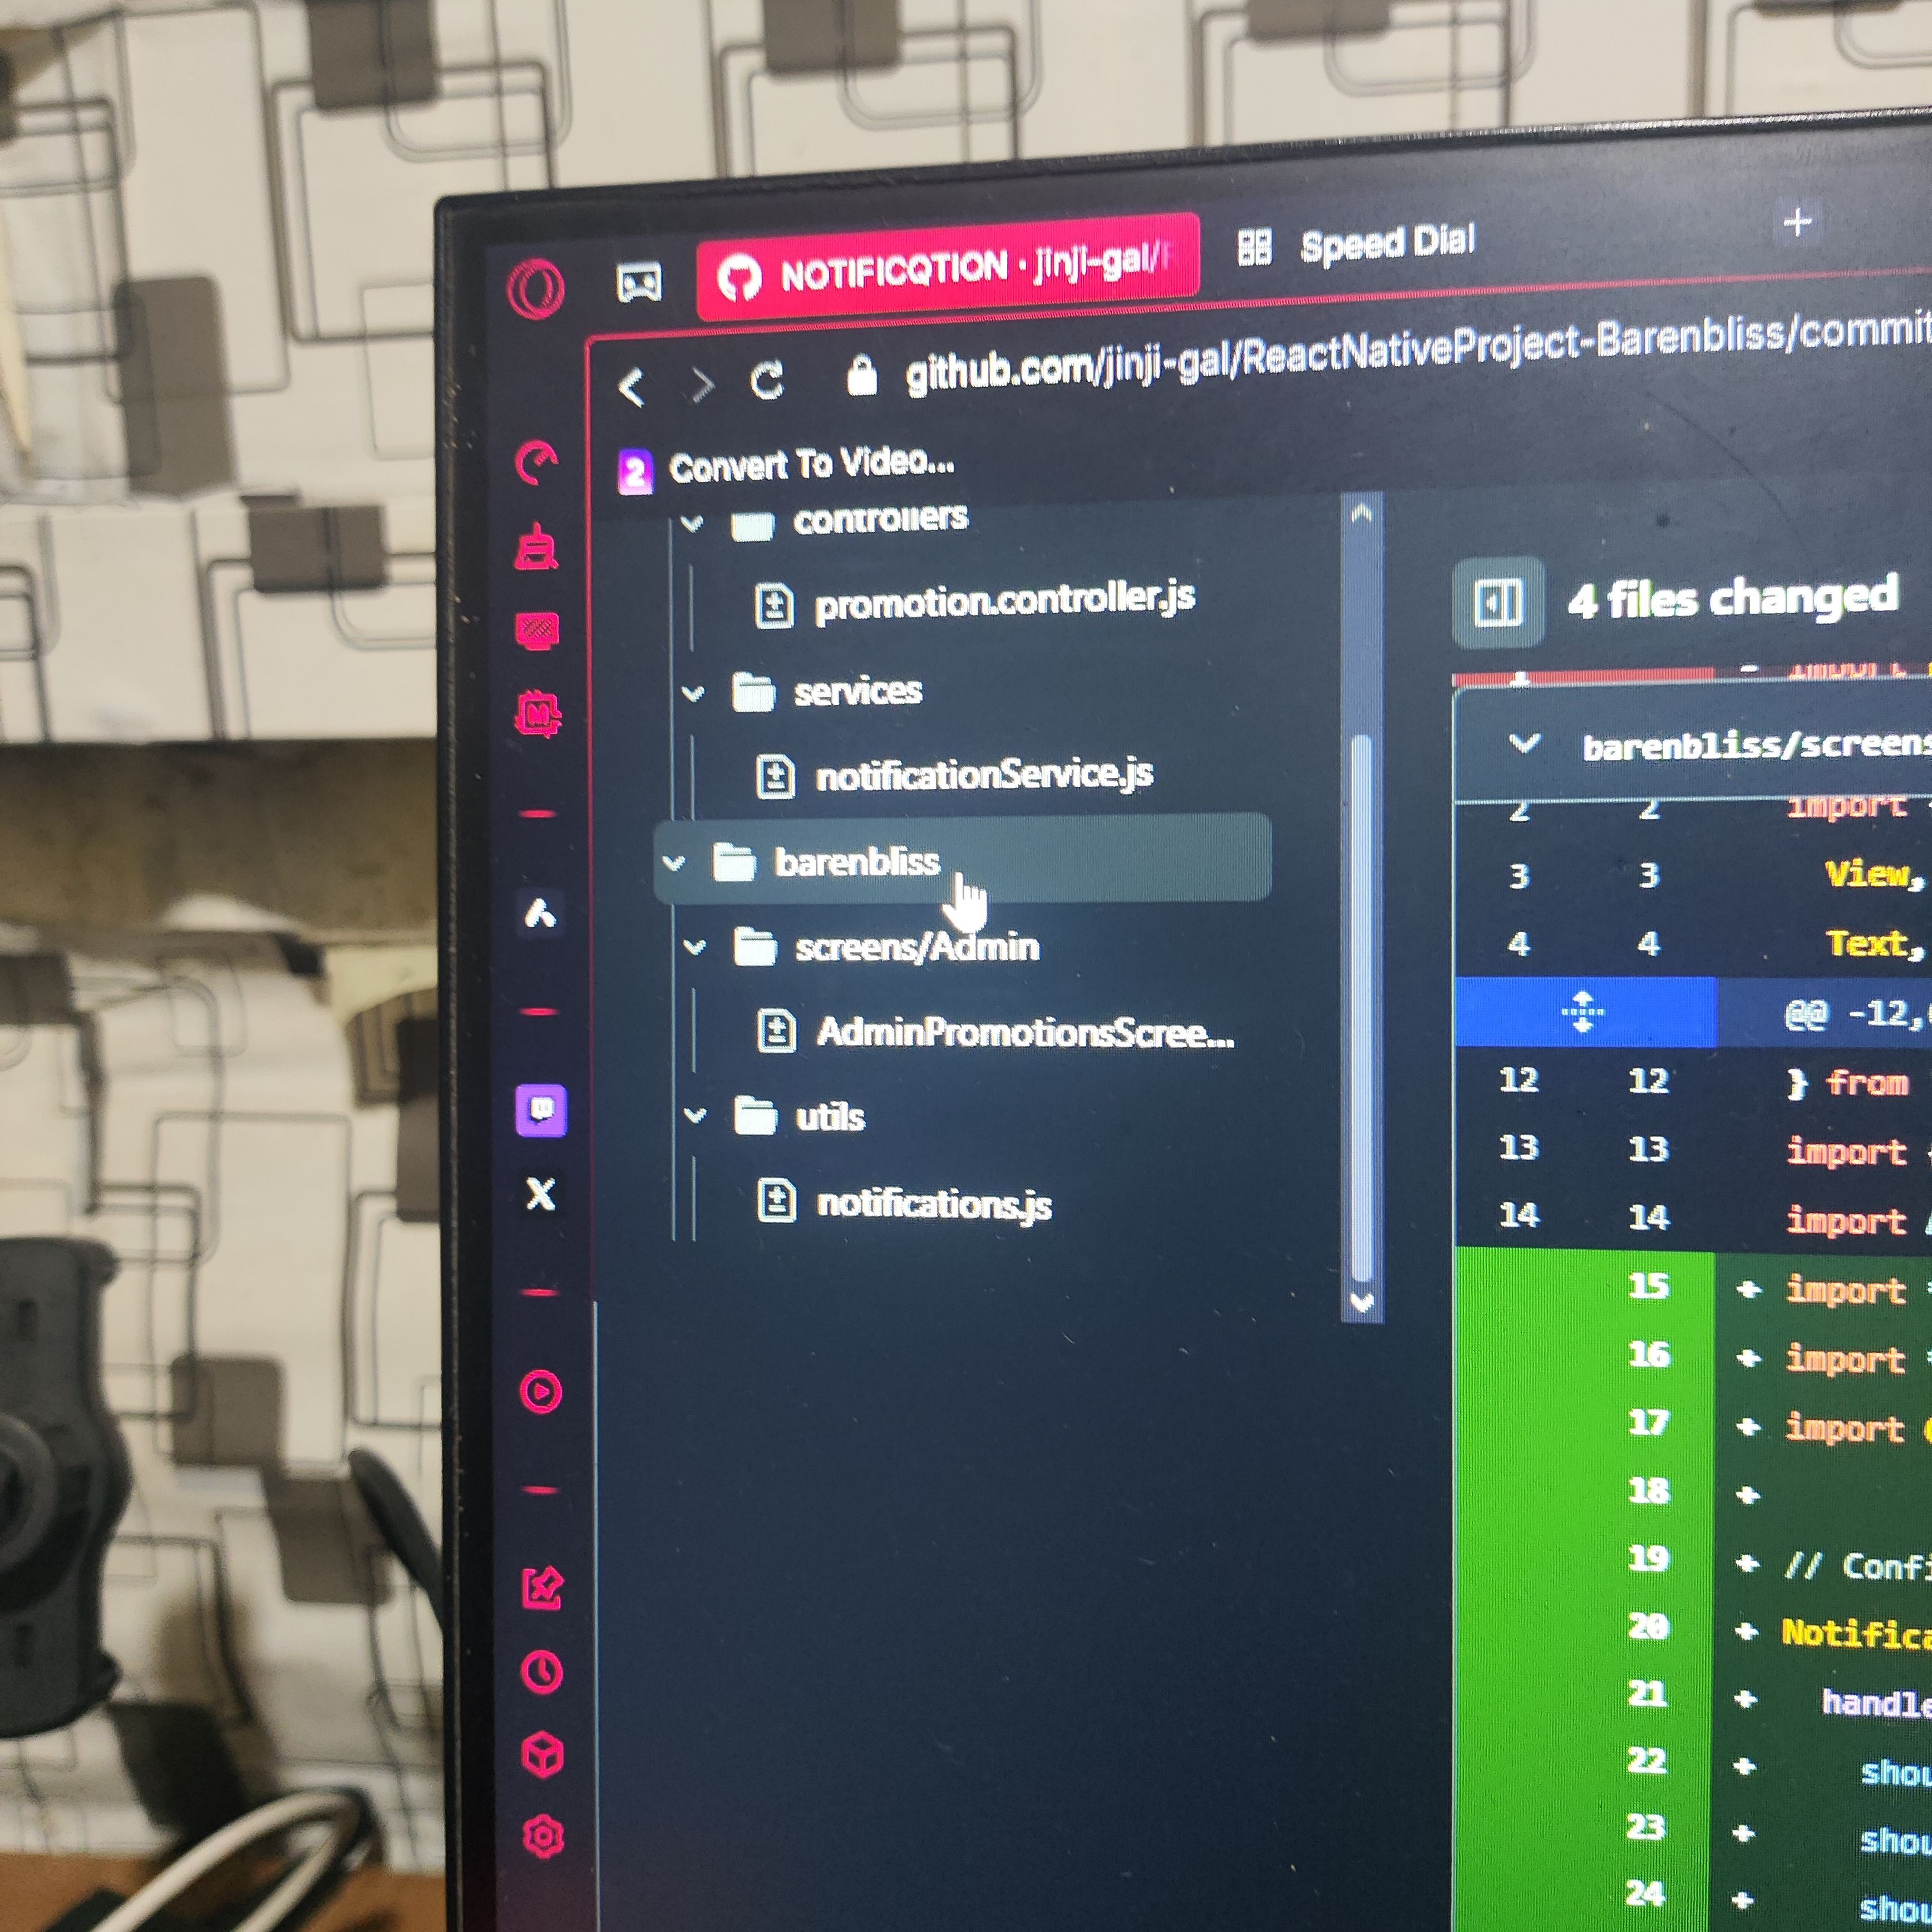 NOTIFICQTION · jinji-gal/
Speed Dial
github.com/jinji-gal/ReactNativeProject-Barenbliss/commit
2 Convert To Video...
controllers
promotion.controller.js
services
notificationService.js
barenbliss
screens/Admin
AdminPromotionsScree...
utils
notifications.js
4 files changed
- import
barenbliss/screens
2 2 import
3 3 View,
4 4 Text,
@@ -12,
12 12 } from
13 13 import
14 14 import
15 + import
16 + import
17 + import
18 +
19 + // Confi
20 + Notifica
21 + handle
22 + shou
23 + shou
24 + shou